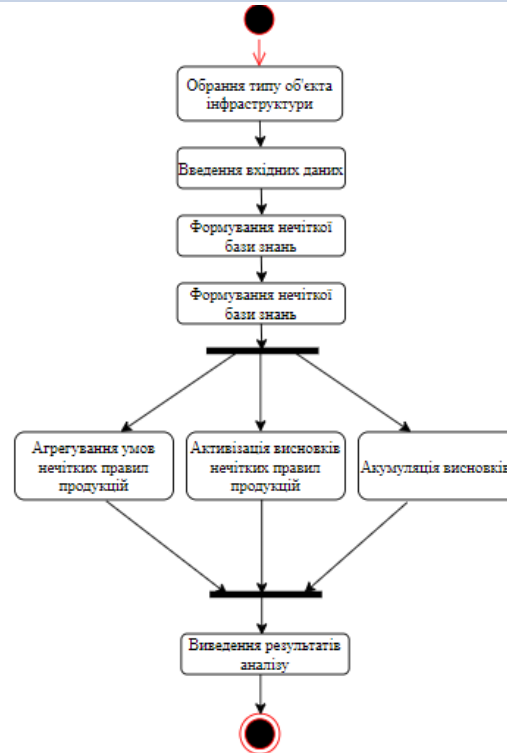 Обрання типу об'єкта
інфраструктури
Введення вхідних даних
Формування нечіткої
бази знань
Формування нечіткої
бази знань
Агрегування умов
нечітких правил
продукцій
Активізація висновків
нечітких правил
продукцій
Акумуляція висновків
Виведення результатів
аналізу